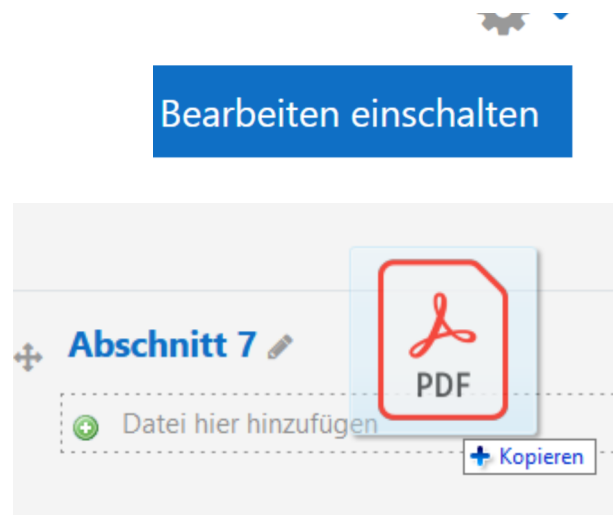 Bearbeiten einschalten
Abschnitt 7
PDF
Datei hier hinzufügen
Kopieren